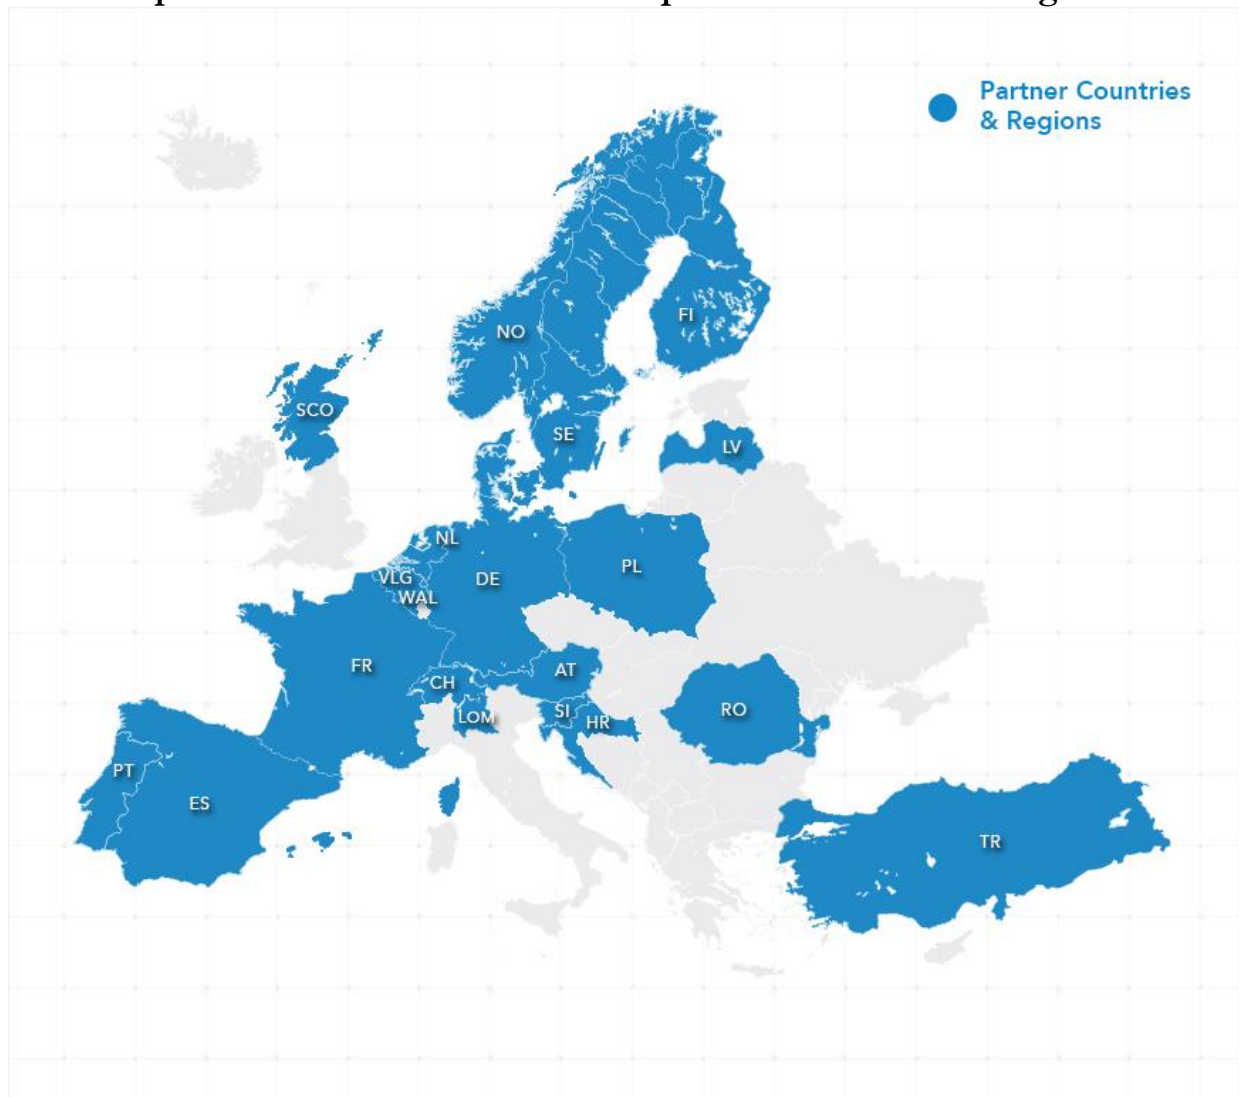 Partner Countries
& Regions
NO
FI
SCO
SE
LV
NL
VLG
DE
PL
WAL
FR
CH
AT
LOM
SI
HR
RO
PT
ES
TR